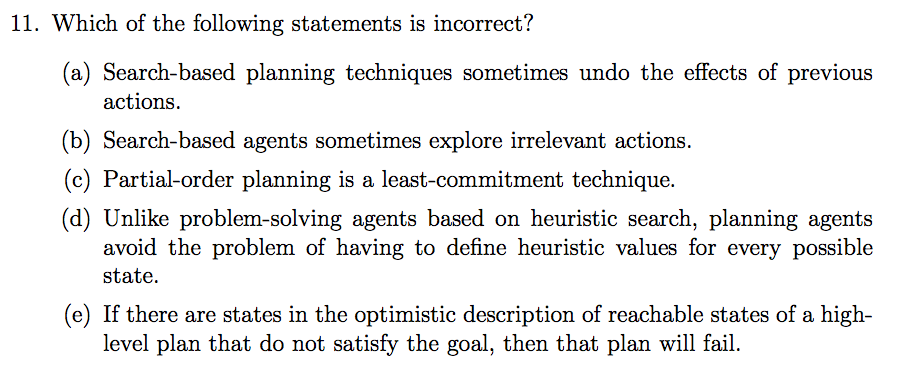 11. Which of the following statements is incorrect?
(a) Search-based planning techniques sometimes undo the effects of previous
actions.
(b) Search-based agents sometimes explore irrelevant actions.
(c) Partial-order planning is a least-commitment technique.
(d) Unlike problem-solving agents based on heuristic search, planning agents
avoid the problem of having to define heuristic values for every possible
state.
(e) If there are states in the optimistic description of reachable states of a high-
level plan that do not satisfy the goal, then that plan will fail.